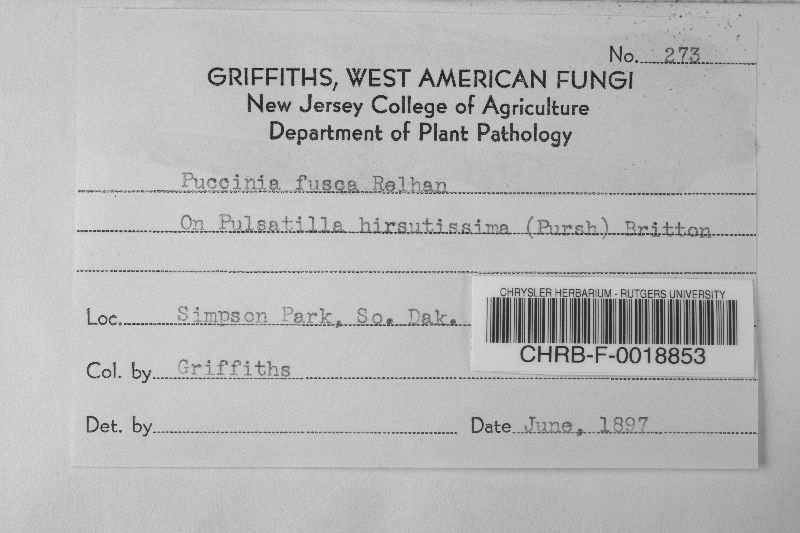 No. 273
GRIFFITHS, WEST AMERICAN FUNGI
New Jersey College of Agriculture
Department of Plant Pathology
Puccinia fusca Relhan
On Pulsatilla hirsutissima (Pursh) Britton
Loc. Simpson Park, So. Dak.
CHRYSLER HERBARIUM - RUTGERS UNIVERSITY
CHRB-F-0018853
Col. by Griffiths
Det. by
Date June, 1897